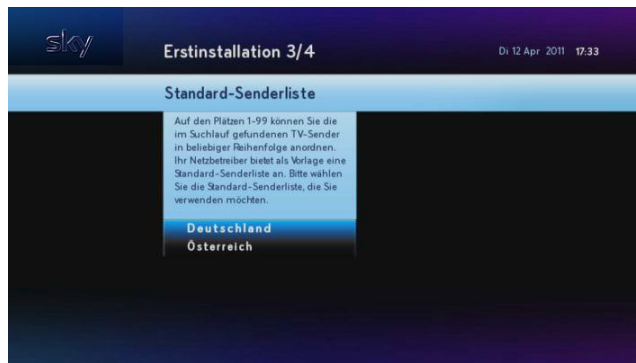 sky
Erstinstallation 3/4
Di 12 Apr 2011 17:33
Standard-Senderliste
Auf den Plätzen 1-99 können Sie die
im Suchlauf gefundenen TV-Sender
in beliebiger Reihenfolge anordnen.
Ihr Netzbetreiber bietet als Vorlage eine
Standard-Senderliste an. Bitte wählen
Sie die Standard-Senderliste, die Sie
verwenden möchten.
Deutschland
Österreich